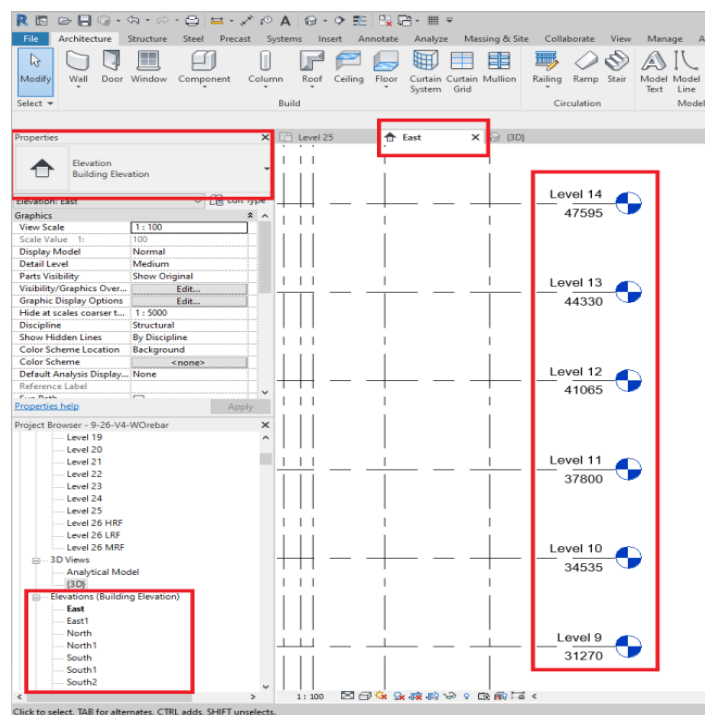 File Architecture Structure Steel Precast Systems Insert Annotate Analyze Massing & Site Collaborate View Manage A
Modify Wall Door Window Component Column Roof Ceiling Floor Curtain System Curtain Grid Mullion Railing Ramp Stair Model Text Model Line
Select Build Circulation Model
Properties
Level 25 East {3D}
Elevation
Building Elevation
Elevation: East Edit Type
Graphics
View Scale 1 : 100
Scale Value 1: 100
Display Model Normal
Detail Level Medium
Parts Visibility Show Original
Visibility/Graphics Over... Edit...
Graphic Display Options Edit...
Hide at scales coarser t... 1 : 5000
Discipline Structural
Show Hidden Lines By Discipline
Color Scheme Location Background
Color Scheme <none>
Default Analysis Display... None
Reference Label
Sun Path
Properties help Apply
Project Browser - 9-26-V4-WOrebar
Level 19
Level 20
Level 21
Level 22
Level 23
Level 24
Level 25
Level 26 HRF
Level 26 LRF
Level 26 MRF
3D Views
Analytical Model
{3D}
Elevations (Building Elevation)
East
East1
North
North1
South
South1
South2
Level 14
47595
Level 13
44330
Level 12
41065
Level 11
37800
Level 10
34535
Level 9
31270
1 : 100
Click to select, TAB for alternates, CTRL adds, SHIFT unselects.